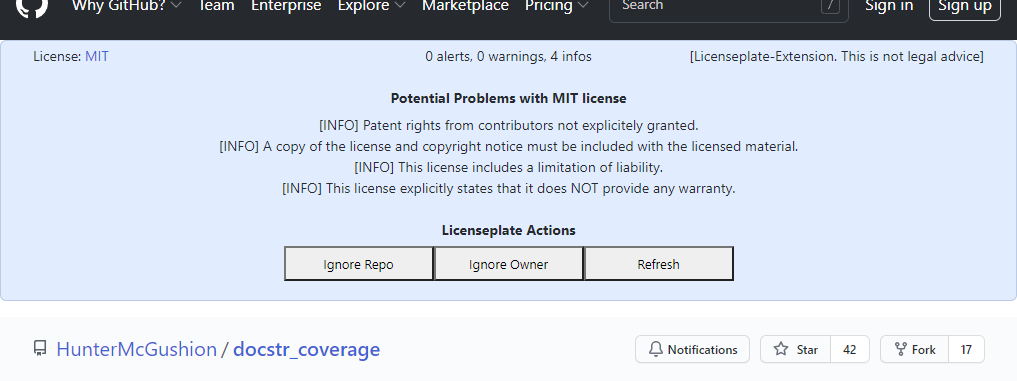 Why GitHub? Team Enterprise Explore Marketplace Pricing Search / Sign in Sign up
License: MIT 0 alerts, 0 warnings, 4 infos [Licenseplate-Extension. This is not legal advice]
Potential Problems with MIT license
[INFO] Patent rights from contributors not explicitely granted.
[INFO] A copy of the license and copyright notice must be included with the licensed material.
[INFO] This license includes a limitation of liability.
[INFO] This license explicitly states that it does NOT provide any warranty.
Licenseplate Actions
Ignore Repo Ignore Owner Refresh
HunterMcGushion / docstr_coverage Notifications Star 42 Fork 17